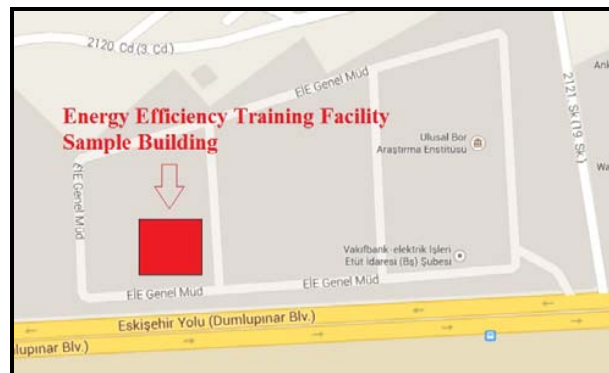 2120. Cd (3. Cd.)
EİE Genel Müd
Ank
Energy Efficiency Training Facility
Sample Building
2121. Sk (19. Sk.)
Ulusal Bor
Araştırma Enstitüsü
Wa
EİE Genel Müd
Vakıfbank -elektrik İşleri
Etüt İdaresi (Bş) Şubesi
EİE Genel Müd
EİE Genel Müd
Eskişehir Yolu (Dumlupınar Blv.)
lupınar Blv.)